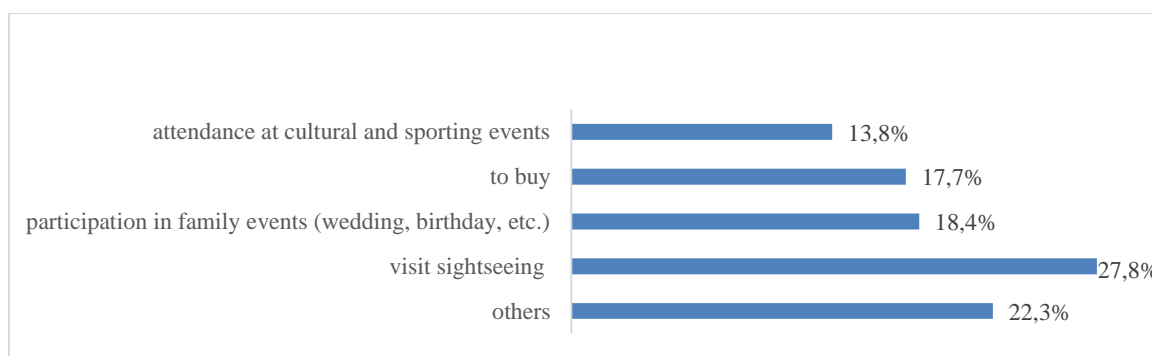 attendance at cultural and sporting events 13,8%
to buy 17,7%
participation in family events (wedding, birthday, etc.) 18,4%
visit sightseeing 27,8%
others 22,3%